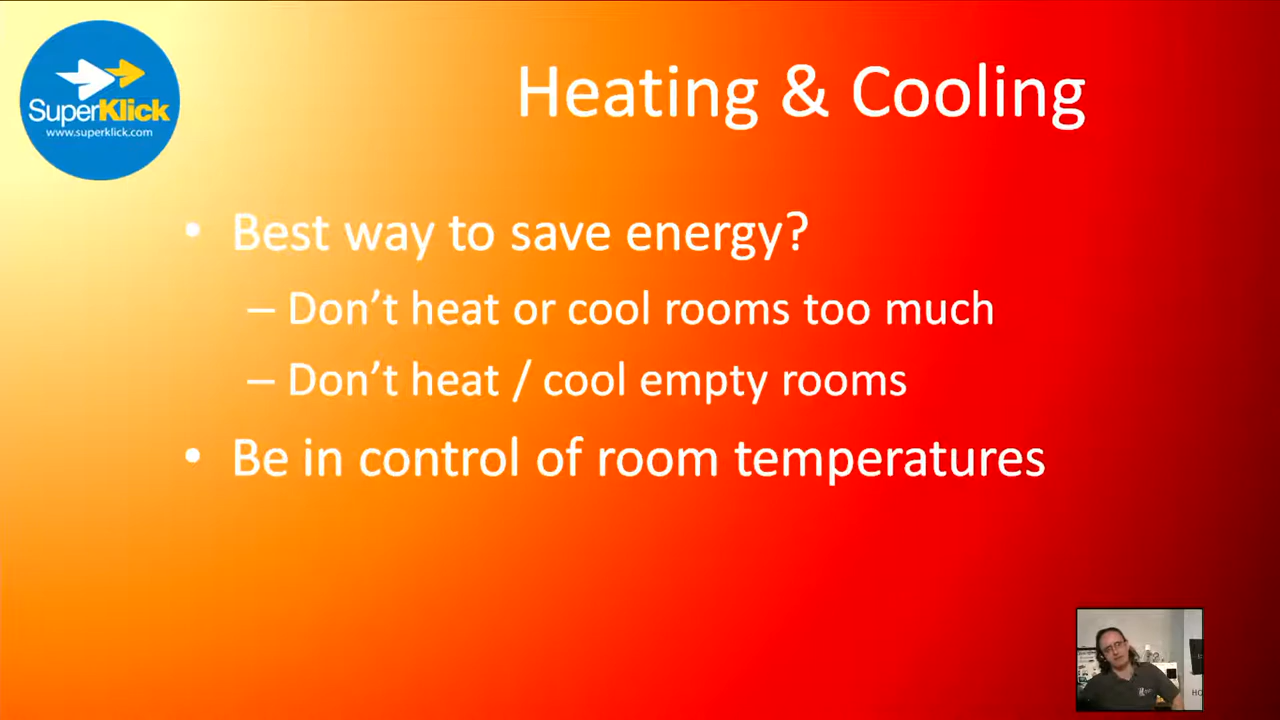 SuperKlick
www.superklick.com
Heating & Cooling
• Best way to save energy?
– Don’t heat or cool rooms too much
– Don’t heat / cool empty rooms
• Be in control of room temperatures